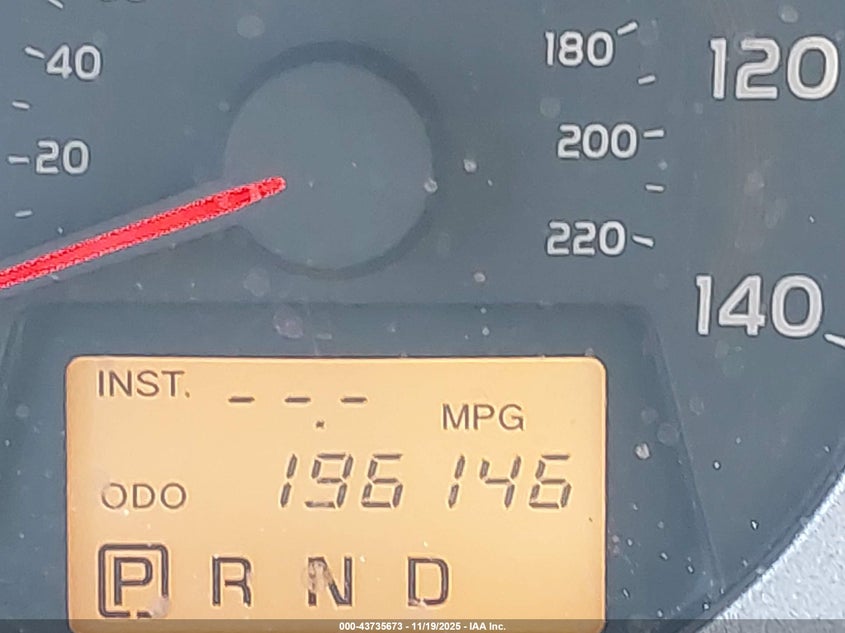 40
180
120
20
200
220
140
INST. --.-
MPG
ODO 196146
P R N D
000-43735673 - 11/19/2025 - IAA Inc.